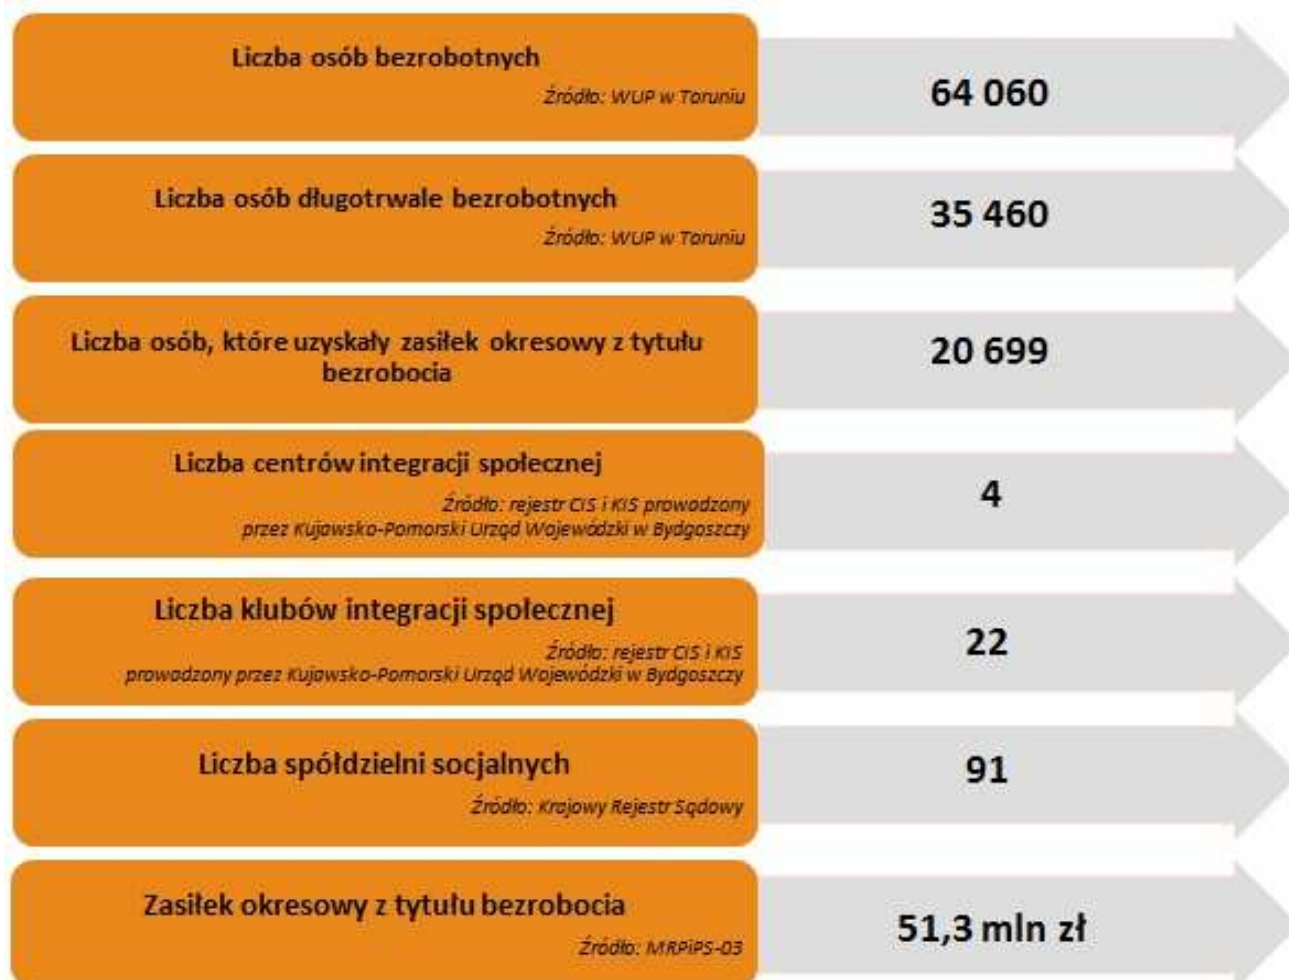 Liczba osób bezrobotnych
Źródło: WUP w Toruniu
64 060
Liczba osób długotrwale bezrobotnych
Źródło: WUP w Toruniu
35 460
Liczba osób, które uzyskały zasiłek okresowy z tytułu
bezrobocia
20 699
Liczba centrów integracji społecznej
Źródło: rejestr CIS i KIS prowadzony
przez Kujawsko-Pomorski Urząd Wojewódzki w Bydgoszczy
4
Liczba klubów integracji społecznej
Źródło: rejestr CIS i KIS
prowadzony przez Kujawsko-Pomorski Urząd Wojewódzki w Bydgoszczy
22
Liczba spółdzielni socjalnych
Źródło: Krajowy Rejestr Sądowy
91
Zasiłek okresowy z tytułu bezrobocia
Źródło: MRPiPS-03
51,3 mln zł